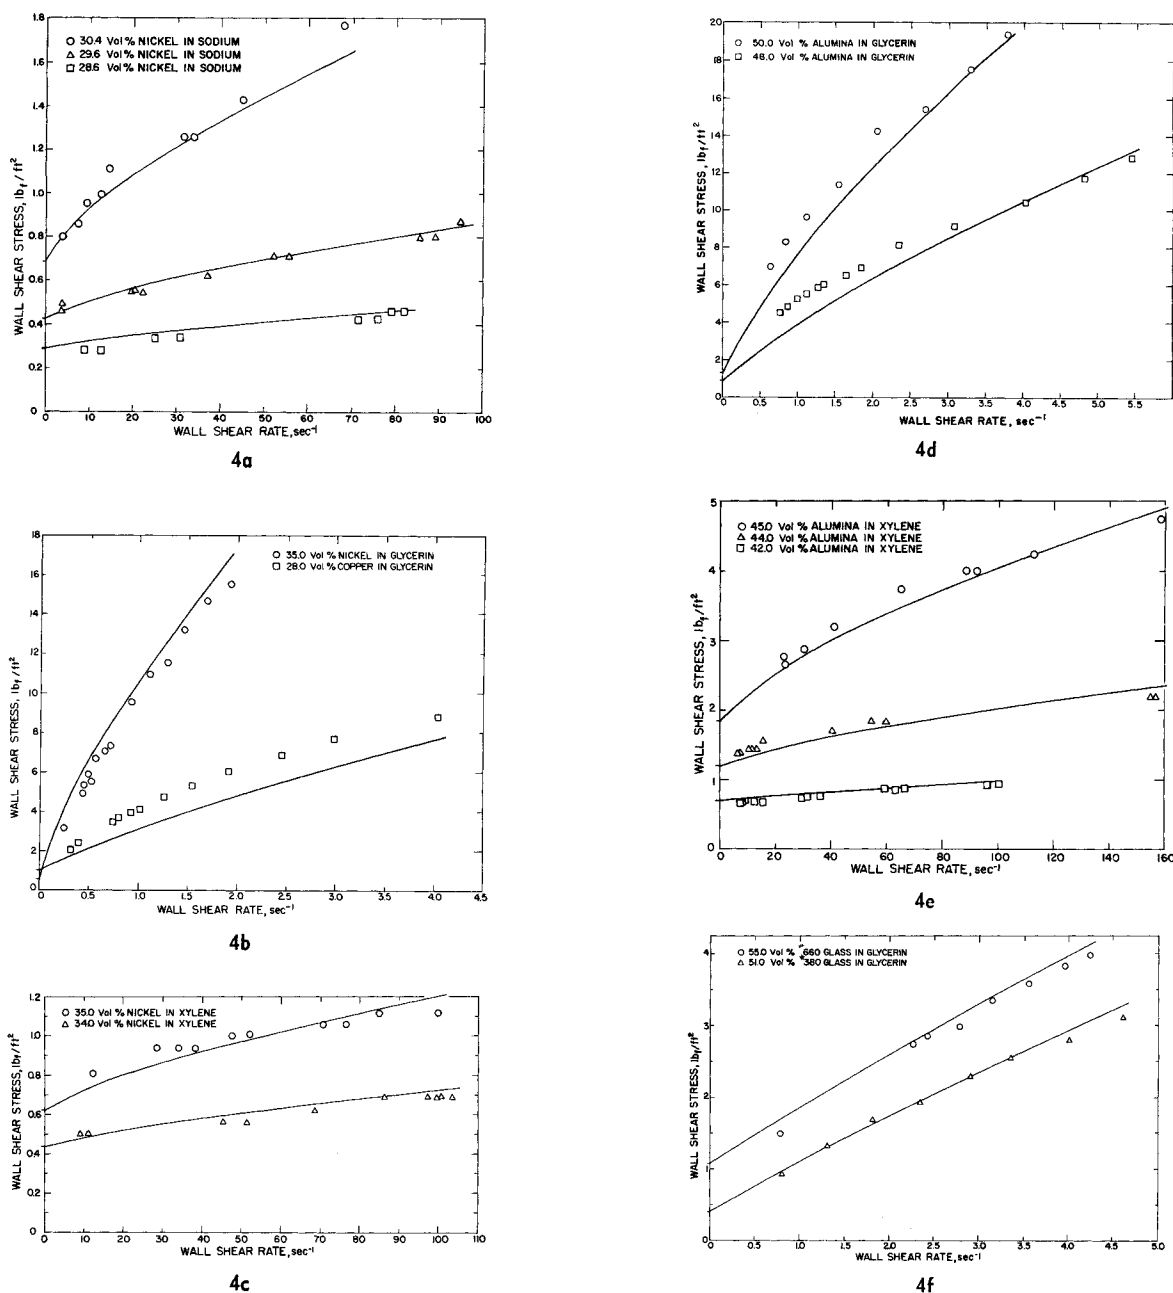 1.8
1.6
1.4
1.2
1.0
0.8
0.6
0.4
0.2
0
WALL SHEAR STRESS, lbf/ft²
○ 30.4 Vol% NICKEL IN SODIUM
△ 29.6 Vol% NICKEL IN SODIUM
□ 28.6 Vol% NICKEL IN SODIUM
0 10 20 30 40 50 60 70 80 90 100
WALL SHEAR RATE, sec⁻¹
4a
18
16
14
12
10
8
6
4
2
0
WALL SHEAR STRESS, lbf/ft²
○ 35.0 Vol% NICKEL IN GLYCERIN
□ 28.0 Vol% COPPER IN GLYCERIN
0 0.5 1.0 1.5 2.0 2.5 3.0 3.5 4.0 4.5
WALL SHEAR RATE, sec⁻¹
4b
1.2
1.0
0.8
0.6
0.4
0.2
0
WALL SHEAR STRESS, lbf/ft²
○ 35.0 Vol% NICKEL IN XYLENE
△ 34.0 Vol% NICKEL IN XYLENE
0 10 20 30 40 50 60 70 80 90 100 110
WALL SHEAR RATE, sec⁻¹
4c
20
18
16
14
12
10
8
6
4
2
0
WALL SHEAR STRESS, lbf/ft²
○ 50.0 Vol % ALUMINA IN GLYCERIN
□ 48.0 Vol % ALUMINA IN GLYCERIN
0 0.5 1.0 1.5 2.0 2.5 3.0 3.5 4.0 4.5 5.0 5.5
WALL SHEAR RATE, sec⁻¹
4d
5
4
3
2
1
0
WALL SHEAR STRESS, lbf/ft²
○ 45.0 Vol % ALUMINA IN XYLENE
△ 44.0 Vol % ALUMINA IN XYLENE
□ 42.0 Vol % ALUMINA IN XYLENE
0 20 40 60 80 100 120 140 160
WALL SHEAR RATE, sec⁻¹
4e
4
3
2
1
0
WALL SHEAR STRESS, lbf/ft²
○ 55.0 Vol % #660 GLASS IN GLYCERIN
△ 51.0 Vol % #380 GLASS IN GLYCERIN
0 0.5 1.0 1.5 2.0 2.5 3.0 3.5 4.0 4.5 5.0
WALL SHEAR RATE, sec⁻¹
4f